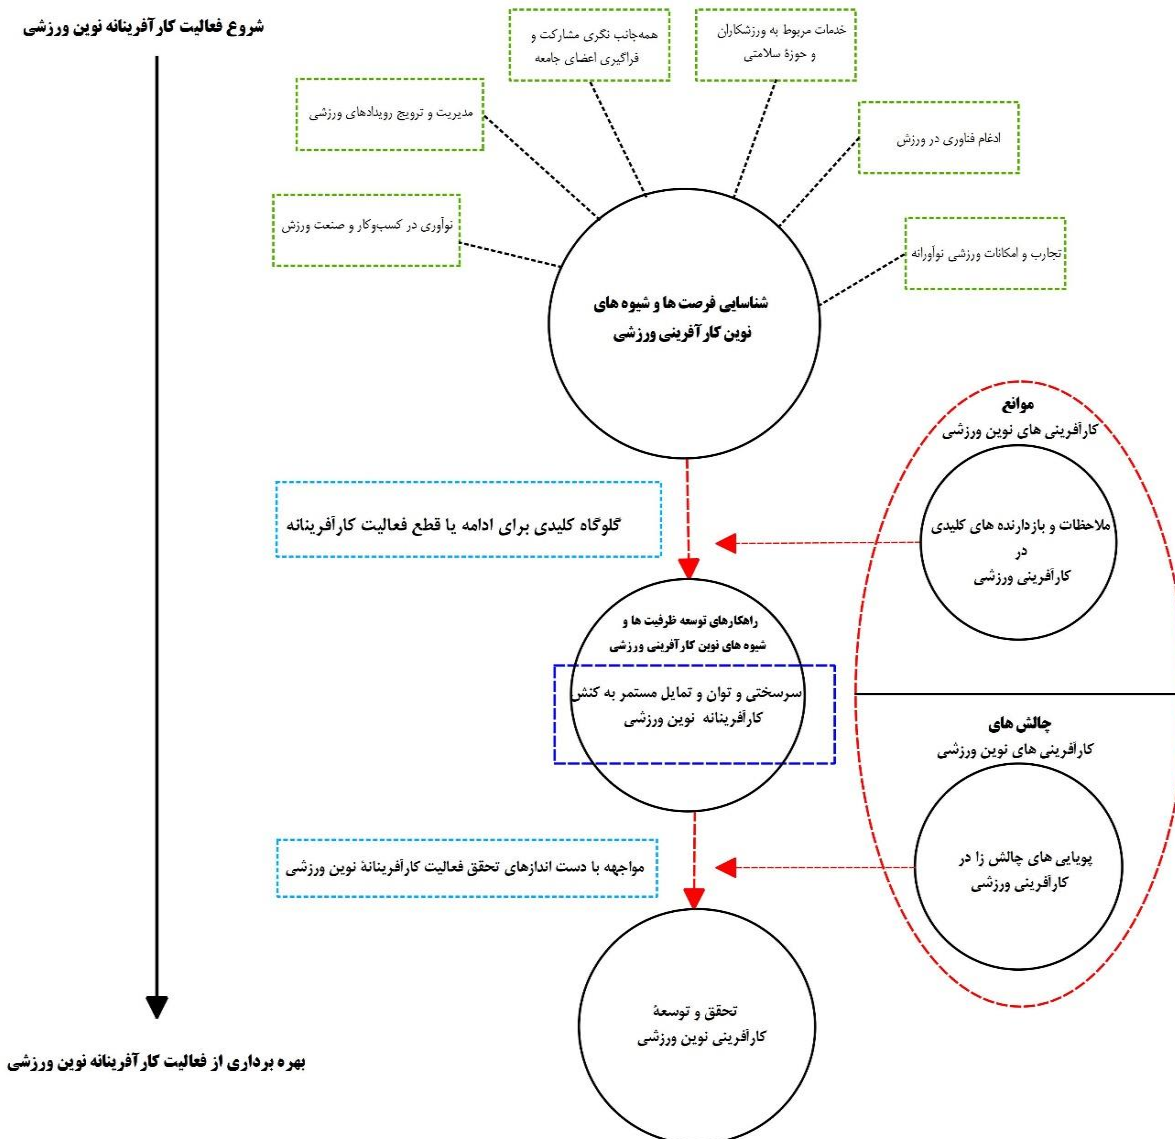 شروع فعالیت کارآفرینانه نوین ورزشی
خدمات مربوط به ورزشکاران
و حوزهٔ سلامتی
همه‌جانب نگری مشارکت و
فراگیری اعضای جامعه
مدیریت و ترویج رویدادهای ورزشی
ادغام فناوری در ورزش
نوآوری در کسب‌وکار و صنعت ورزش
تجارب و امکانات ورزشی نوآورانه
شناسایی فرصت ها و شیوه های
نوین کارآفرینی ورزشی
موانع
کارآفرینی های نوین ورزشی
ملاحظات و بازدارنده های کلیدی
در
کارآفرینی ورزشی
گلوگاه کلیدی برای ادامه یا قطع فعالیت کارآفرینانه
راهکارهای توسعه ظرفیت ها و
شیوه های نوین کارآفرینی ورزشی
سرسختی و توان و تمایل مستمر به کنش
کارآفرینانه نوین ورزشی
چالش های
کارآفرینی های نوین ورزشی
پویایی های چالش زا در
کارآفرینی ورزشی
مواجهه با دست اندازهای تحقق فعالیت کارآفرینانهٔ نوین ورزشی
تحقق و توسعهٔ
کارآفرینی نوین ورزشی
بهره برداری از فعالیت کارآفرینانه نوین ورزشی